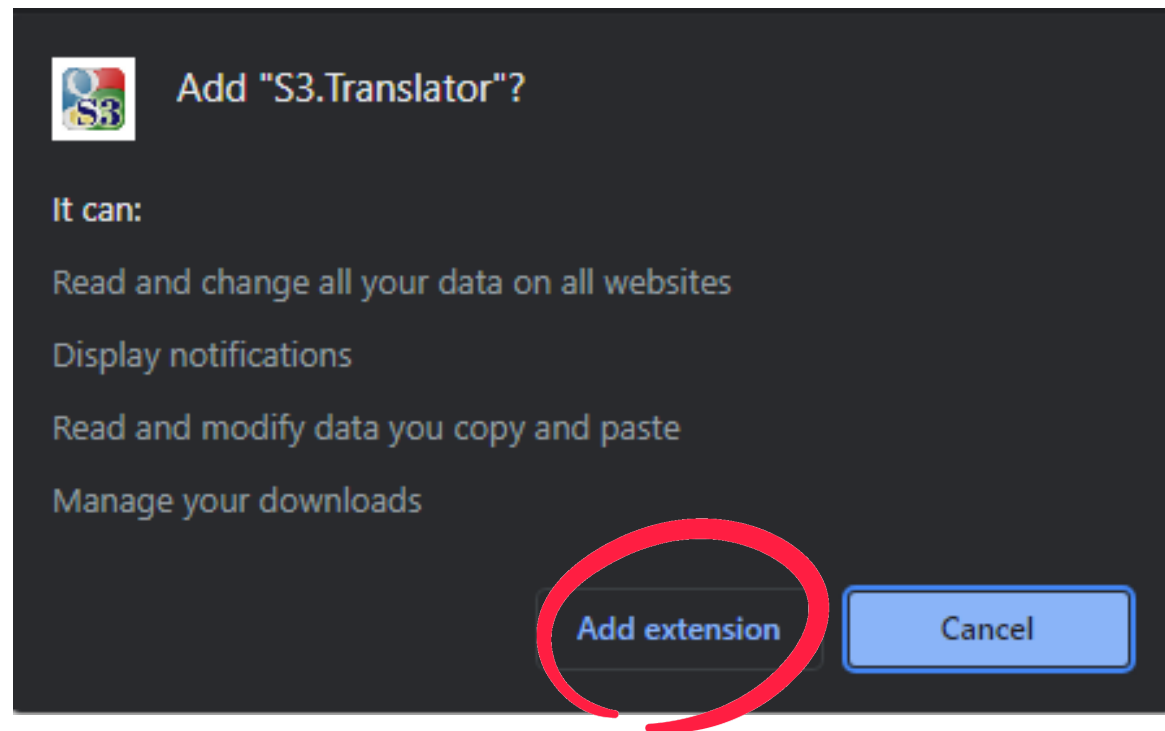 S3
Add "S3.Translator"?
It can:
Read and change all your data on all websites
Display notifications
Read and modify data you copy and paste
Manage your downloads
Add extension
Cancel